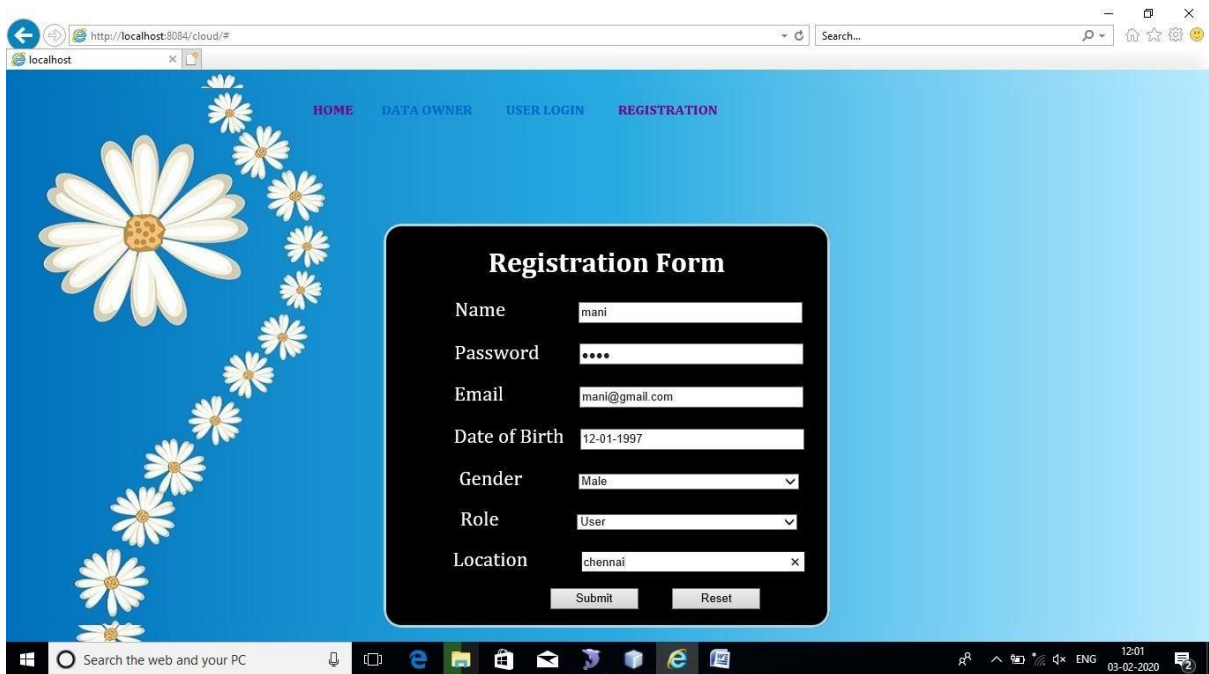 http://localhost:8084/cloud/#
Search...
localhost
HOME DATA OWNER USER LOGIN REGISTRATION
Registration Form
Name mani
Password ••••
Email mani@gmail.com
Date of Birth 12-01-1997
Gender Male
Role User
Location chennai
Submit Reset
Search the web and your PC
ENG
12:01
03-02-2020
2